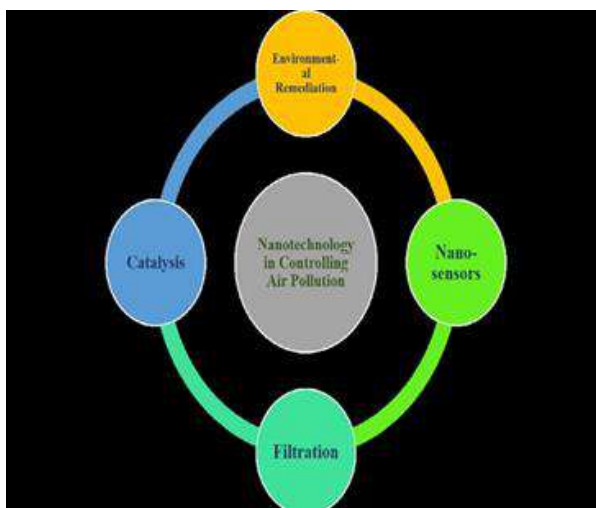 Environment-
al
Remediation
Catalysis
Nanotechnology
in Controlling
Air Pollution
Nano-
sensors
Filtration